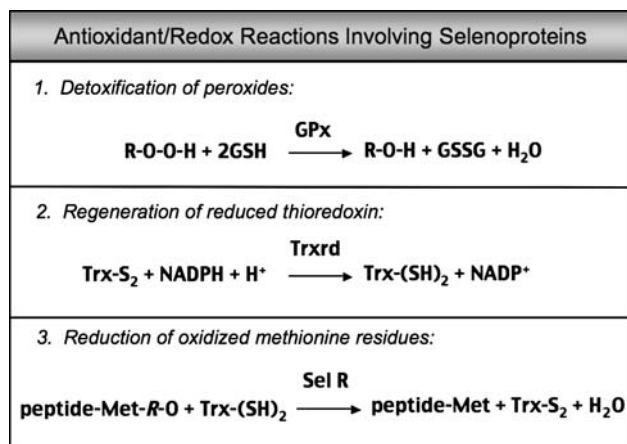 Antioxidant/Redox Reactions Involving Selenoproteins
1. Detoxification of peroxides:
GPx
R-O-O-H + 2GSH → R-O-H + GSSG + H₂O
2. Regeneration of reduced thioredoxin:
Trxrd
Trx-S₂ + NADPH + H⁺ → Trx-(SH)₂ + NADP⁺
3. Reduction of oxidized methionine residues:
Sel R
peptide-Met-R-O + Trx-(SH)₂ → peptide-Met + Trx-S₂ + H₂O